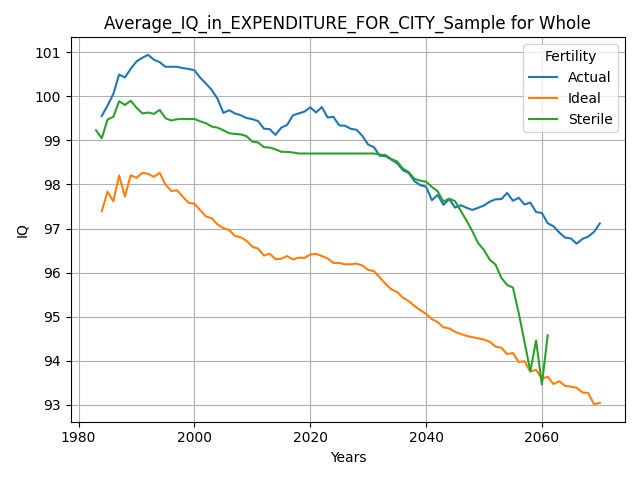 Average_IQ_in_EXPENDITURE_FOR_CITY_Sample for Whole
Fertility
Actual
Ideal
Sterile
IQ
101
100
99
98
97
96
95
94
93
1980
2000
2020
2040
2060
Years